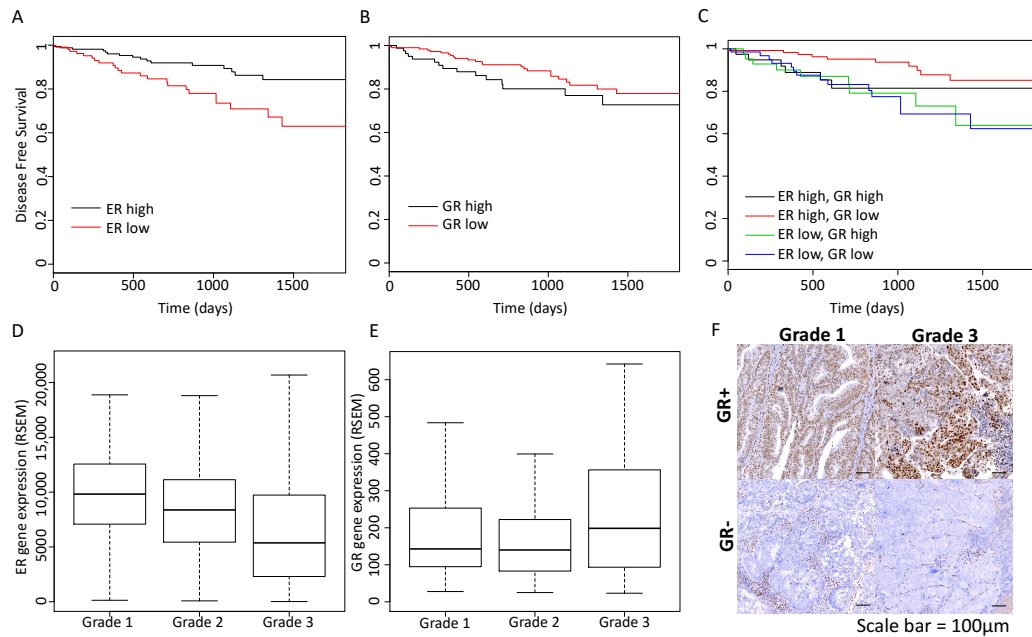 A
Disease Free Survival
1
0.8
0.6
0.4
0.2
0
ER high
ER low
0 500 1000 1500
Time (days)
B
1
0.8
0.6
0.4
0.2
0
GR high
GR low
0 500 1000 1500
Time (days)
C
1
0.8
0.6
0.4
0.2
0
ER high, GR high
ER high, GR low
ER low, GR high
ER low, GR low
0 500 1000 1500
Time (days)
D
ER gene expression (RSEM)
20,000
15,000
10,000
5000
0
Grade 1 Grade 2 Grade 3
E
GR gene expression (RSEM)
600
500
400
300
200
100
0
Grade 1 Grade 2 Grade 3
F
Grade 1 Grade 3
GR+
GR-
Scale bar = 100µm